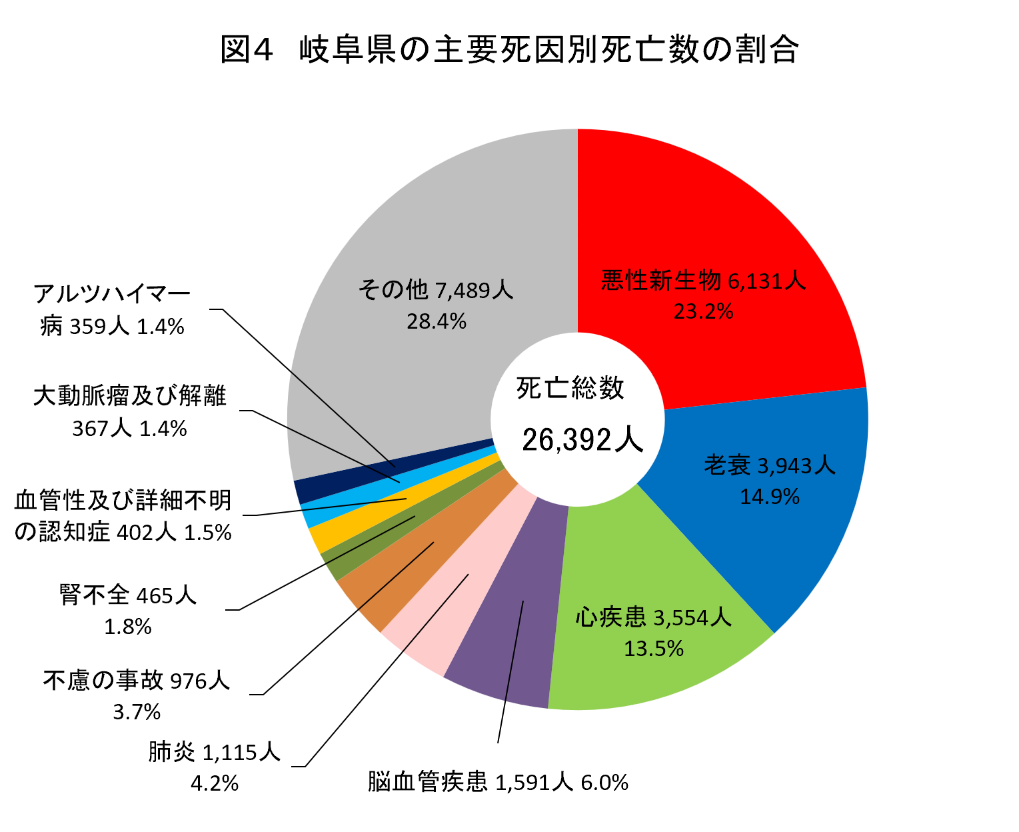 図４　岐阜県の主要死因別死亡数の割合
悪性新生物 6,131人
23.2%
老衰 3,943人
14.9%
心疾患 3,554人
13.5%
脳血管疾患 1,591人 6.0%
肺炎 1,115人
4.2%
不慮の事故 976人
3.7%
腎不全 465人
1.8%
血管性及び詳細不明
の認知症 402人 1.5%
大動脈瘤及び解離
367人 1.4%
アルツハイマー
病 359人 1.4%
その他 7,489人
28.4%
死亡総数
26,392人